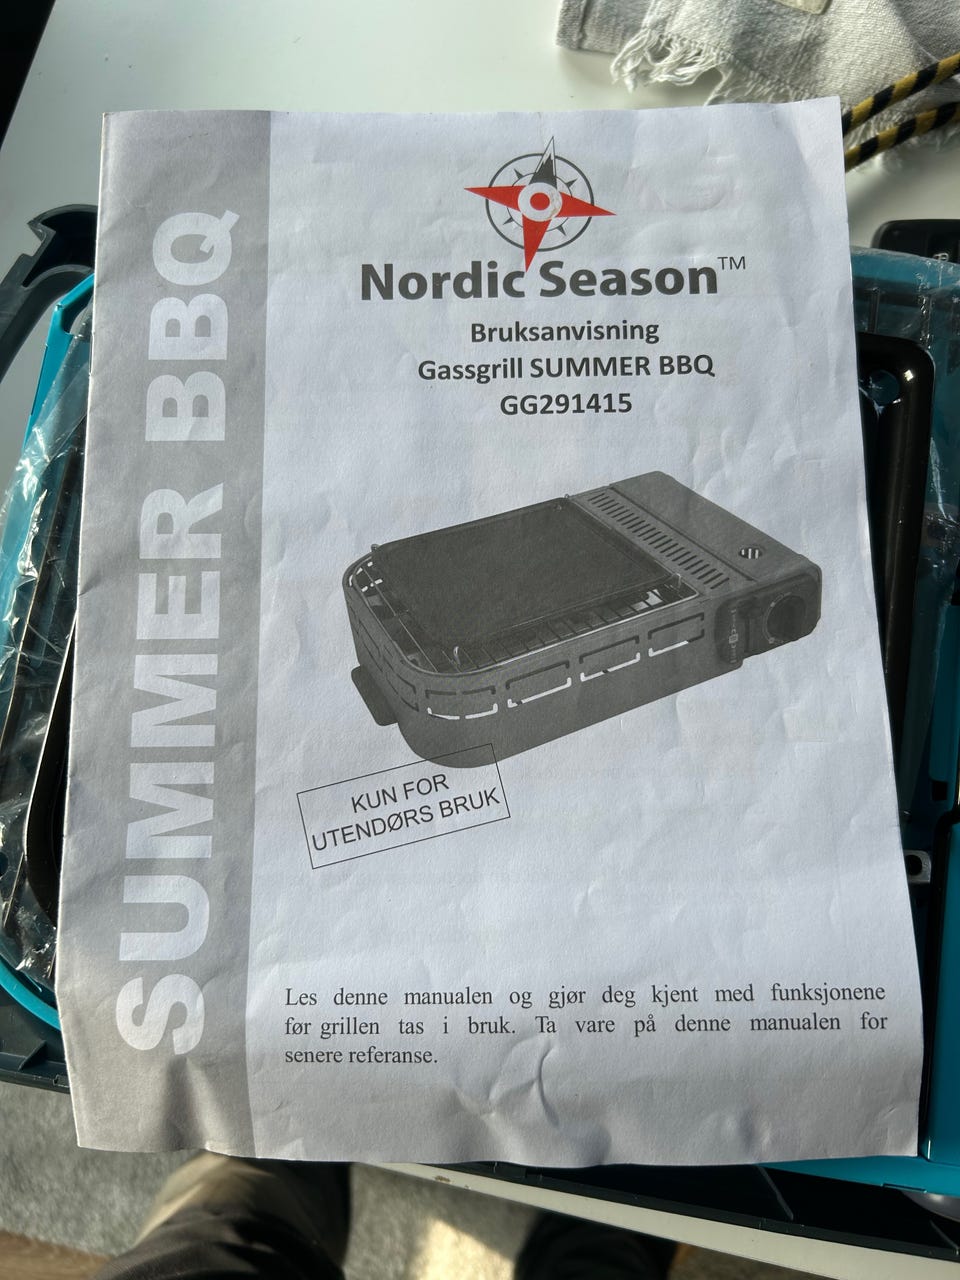 SUMMER BBQ
Nordic Season™
Bruksanvisning
Gassgrill SUMMER BBQ
GG291415
KUN FOR
UTENDØRS BRUK
Les denne manualen og gjør deg kjent med funksjonene
før grillen tas i bruk. Ta vare på denne manualen for
senere referanse.